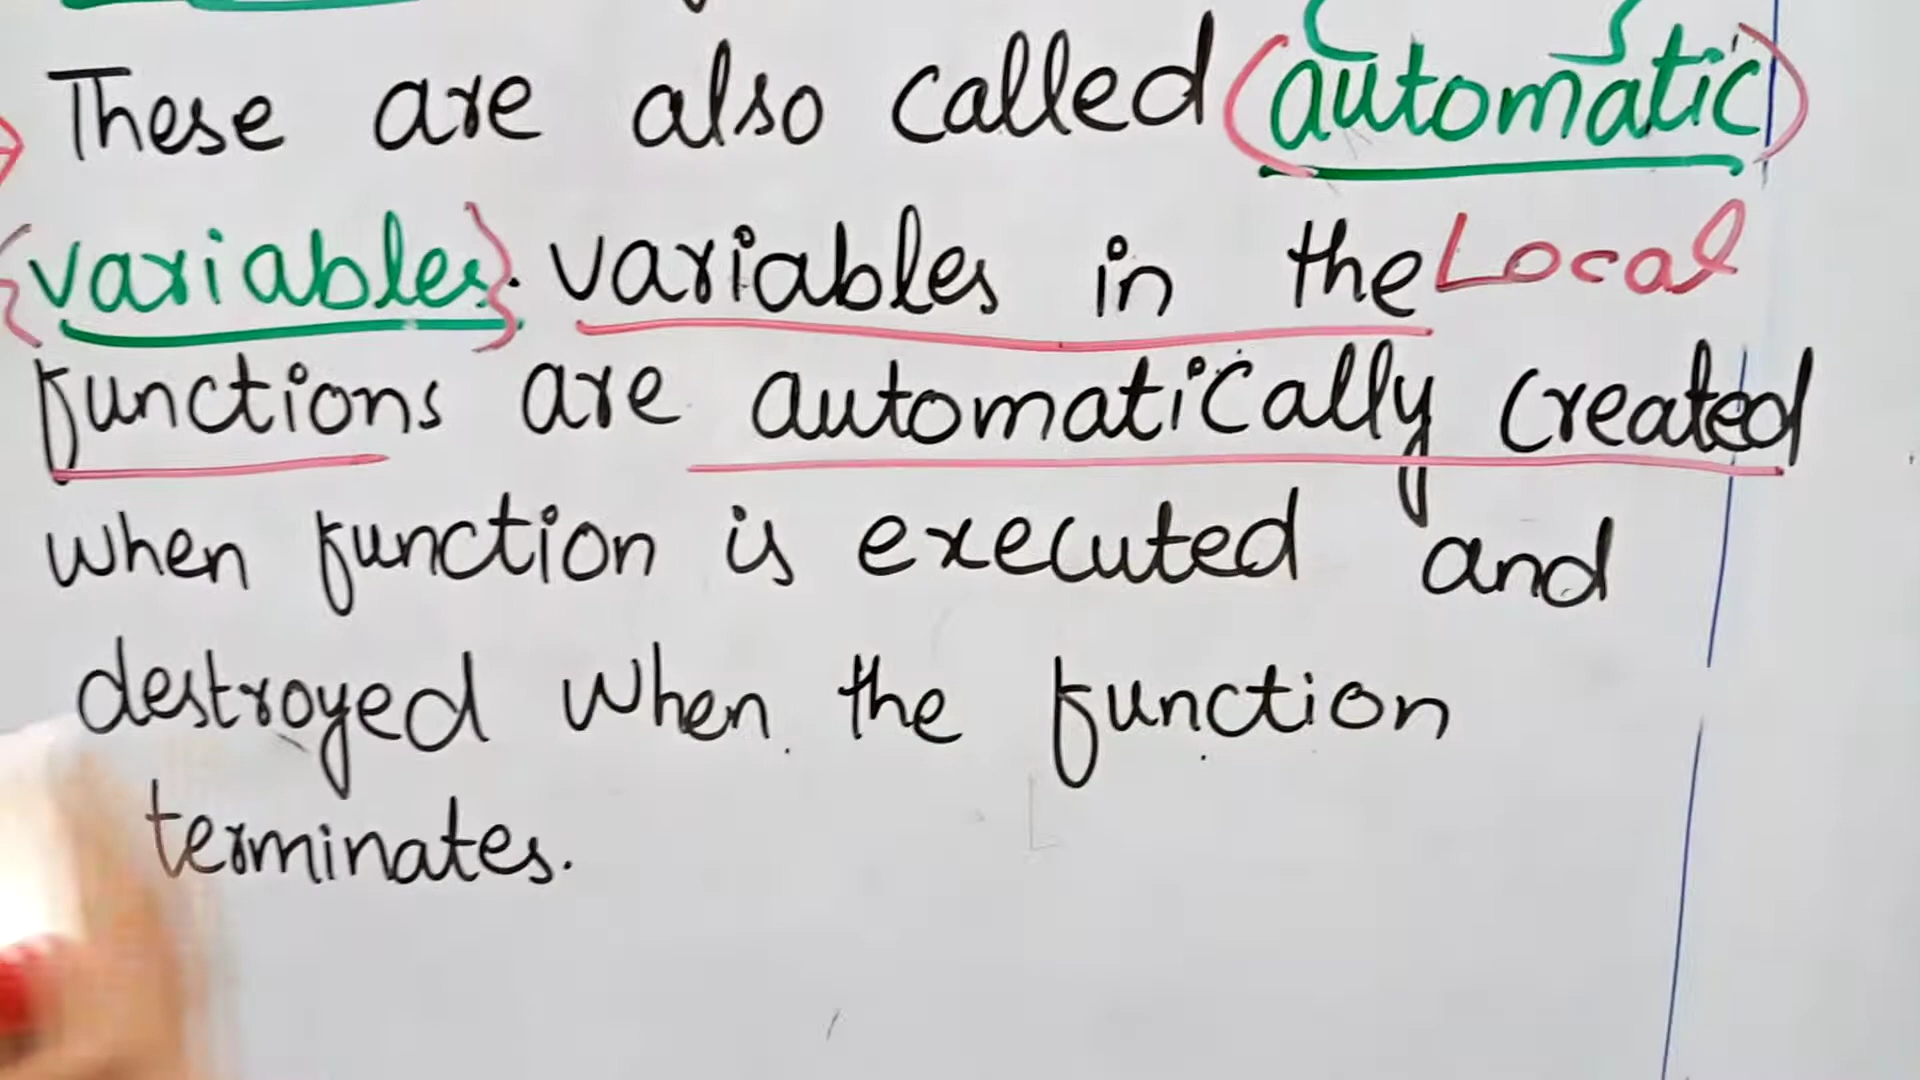 These are also called (automatic)
{variables}. variables in the Local
functions are automatically created
when function is executed and
destroyed when the function
terminates.